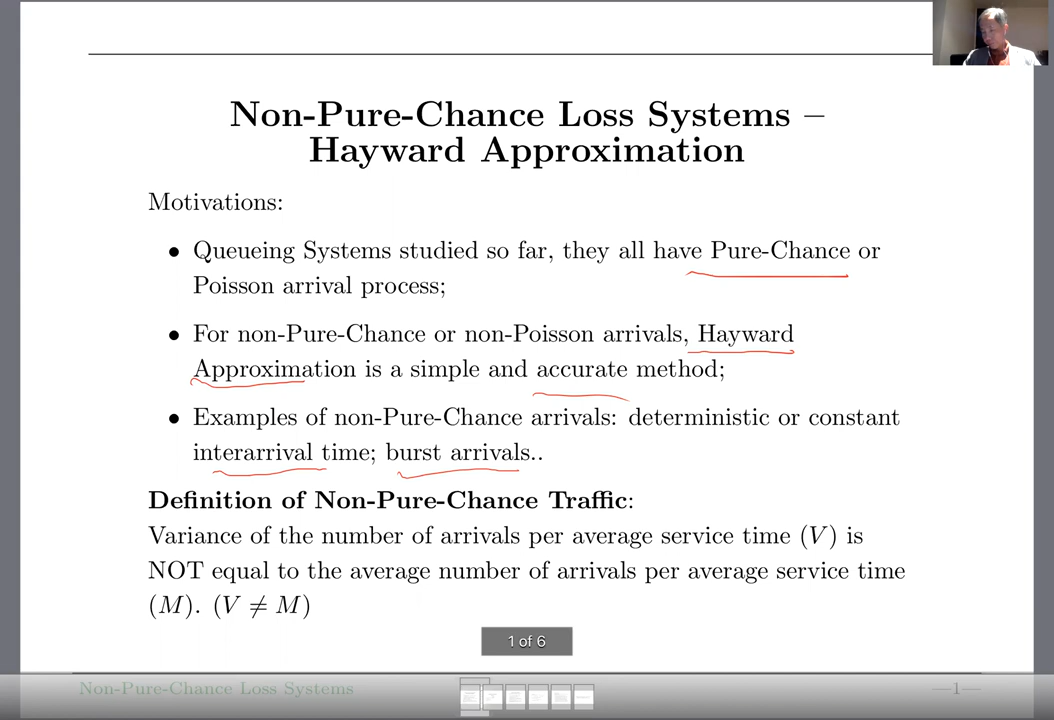 Non-Pure-Chance Loss Systems –
Hayward Approximation
Motivations:
• Queueing Systems studied so far, they all have Pure-Chance or
Poisson arrival process;
• For non-Pure-Chance or non-Poisson arrivals, Hayward
Approximation is a simple and accurate method;
• Examples of non-Pure-Chance arrivals: deterministic or constant
interarrival time; burst arrivals..
Definition of Non-Pure-Chance Traffic:
Variance of the number of arrivals per average service time (V) is
NOT equal to the average number of arrivals per average service time
(M). (V ≠ M)
1 of 6
Non-Pure-Chance Loss Systems
—1—